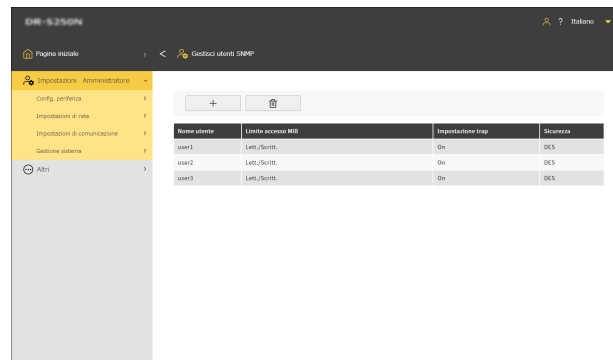 DR-S250N
? Italiano
Pagina iniziale
Gestisci utenti SNMP
Impostazioni Amministratore
Config. periferica
Impostazioni di rete
Impostazioni di comunicazione
Gestione sistema
Altri
Nome utente Limite accesso MIB Impostazione trap Sicurezza
user1 Lett./Scritt. On DES
user2 Lett./Scritt. On DES
user3 Lett./Scritt. On DES